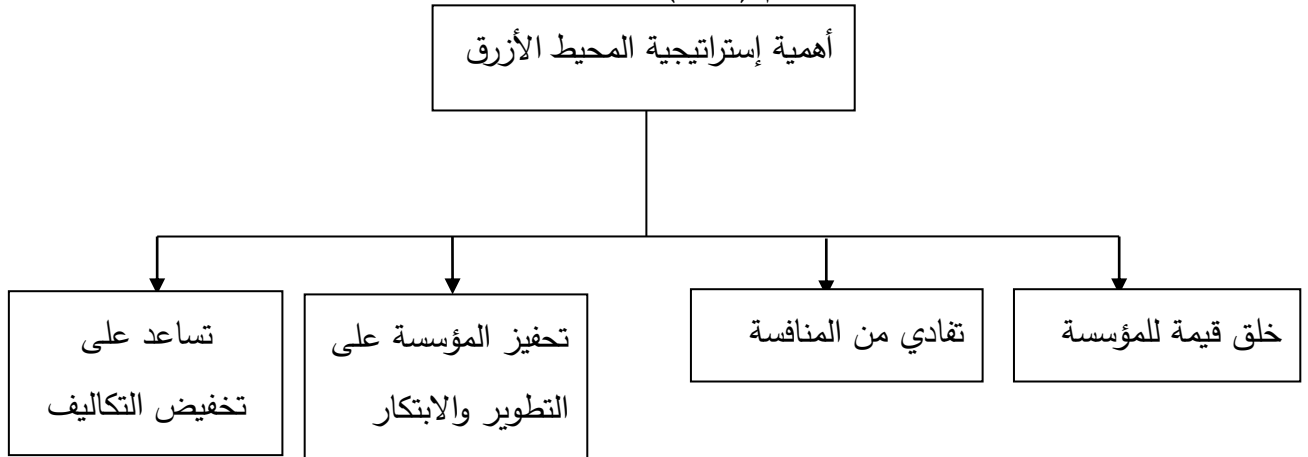 أهمية إستراتيجية المحيط الأزرق
خلق قيمة للمؤسسة
تفادي من المنافسة
تحفيز المؤسسة على
التطوير والابتكار
تساعد على
تخفيض التكاليف